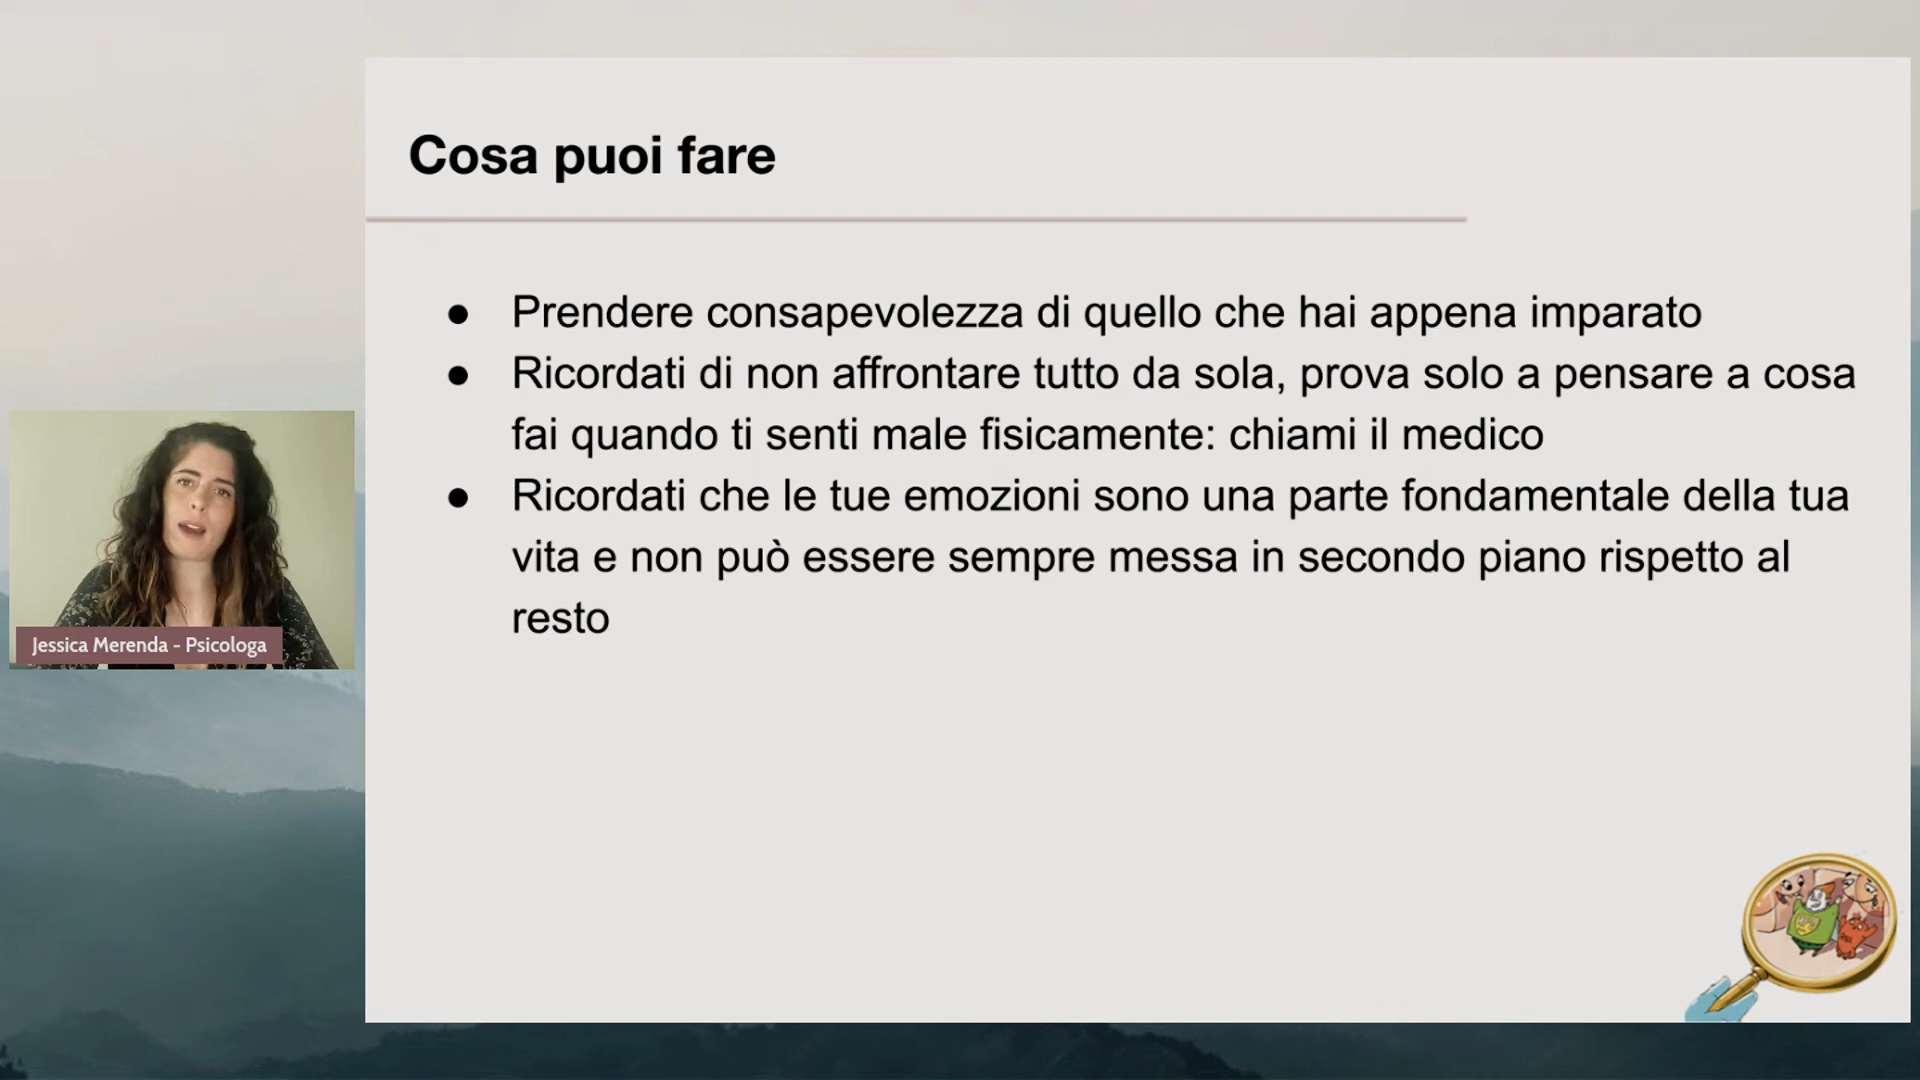 Cosa puoi fare
● Prendere consapevolezza di quello che hai appena imparato
● Ricordati di non affrontare tutto da sola, prova solo a pensare a cosa
fai quando ti senti male fisicamente: chiami il medico
● Ricordati che le tue emozioni sono una parte fondamentale della tua
vita e non può essere sempre messa in secondo piano rispetto al
resto
Jessica Merenda - Psicologa